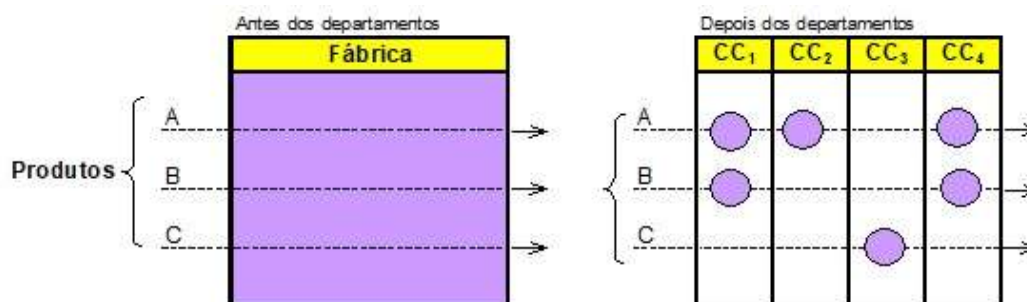 Antes dos departamentos
Fábrica
Produtos
A
B
C
Depois dos departamentos
CC1 CC2 CC3 CC4
A
B
C